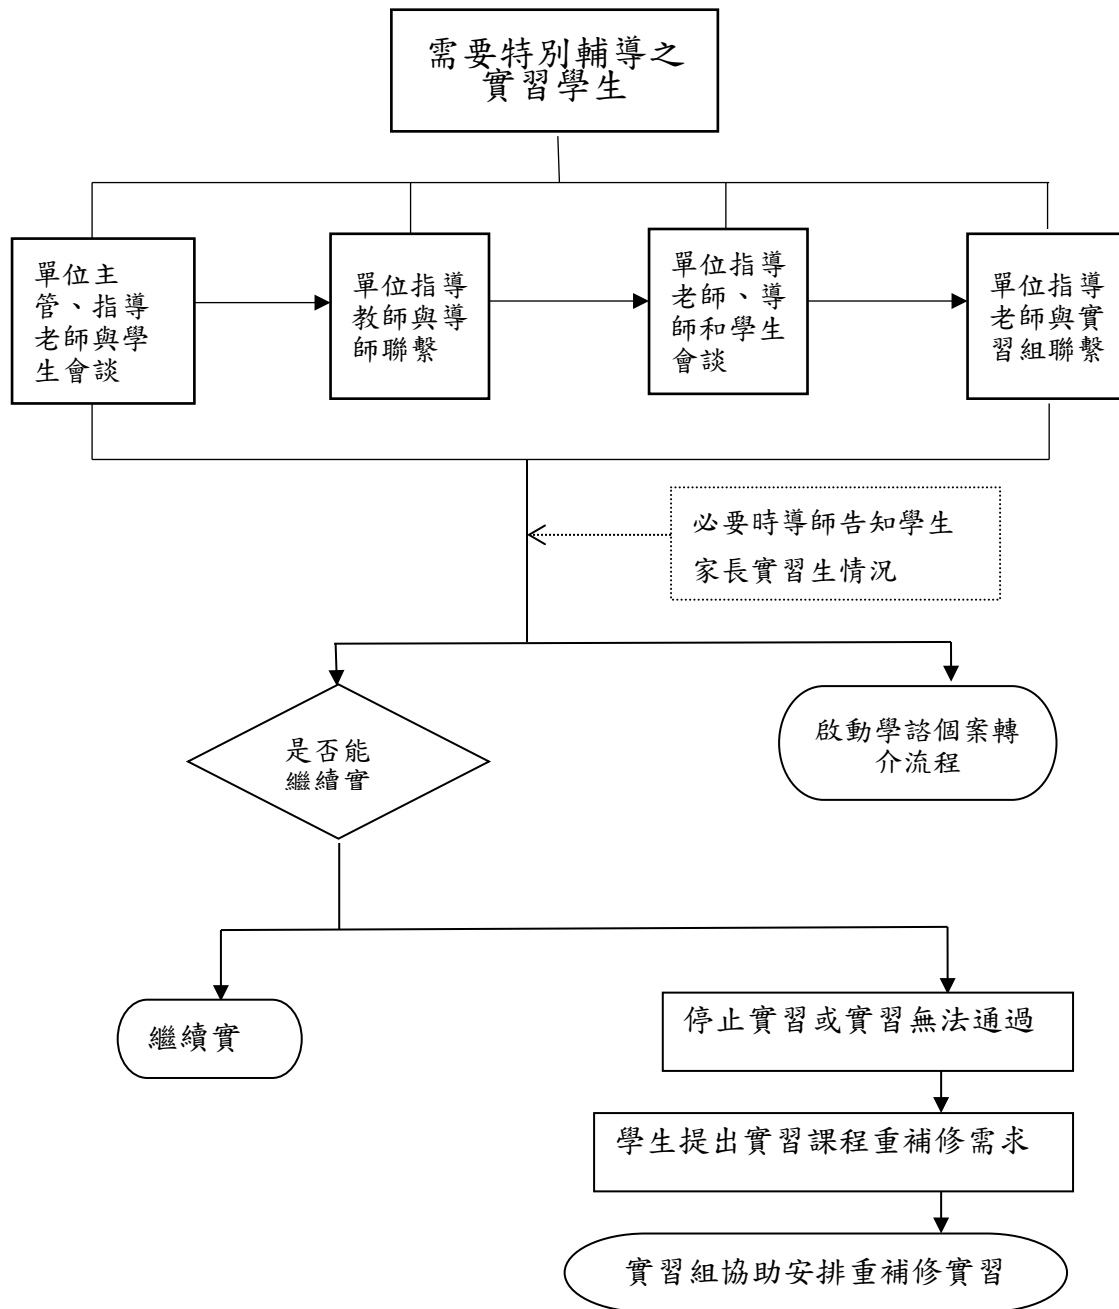 需要特別輔導之
實習學生
單位主
管、指導
老師與學
生會談
單位指導
教師與導
師聯繫
單位指導
老師、導
師和學生
會談
單位指導
老師與實
習組聯繫
必要時導師告知學生
家長實習生情況
是否能
繼續實
啟動學諮個案轉
介流程
繼續實
停止實習或實習無法通過
學生提出實習課程重補修需求
實習組協助安排重補修實習